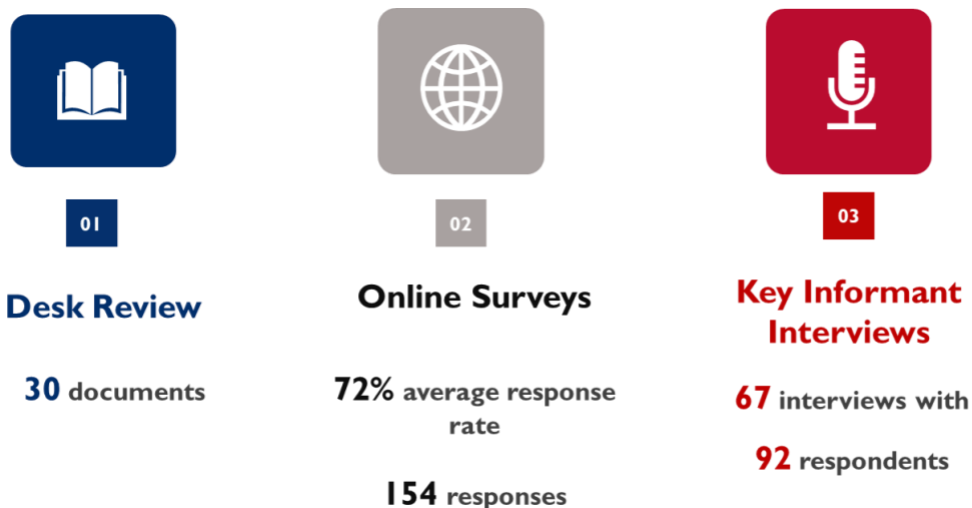 01
Desk Review
30 documents
02
Online Surveys
72% average response
rate
154 responses
03
Key Informant
Interviews
67 interviews with
92 respondents